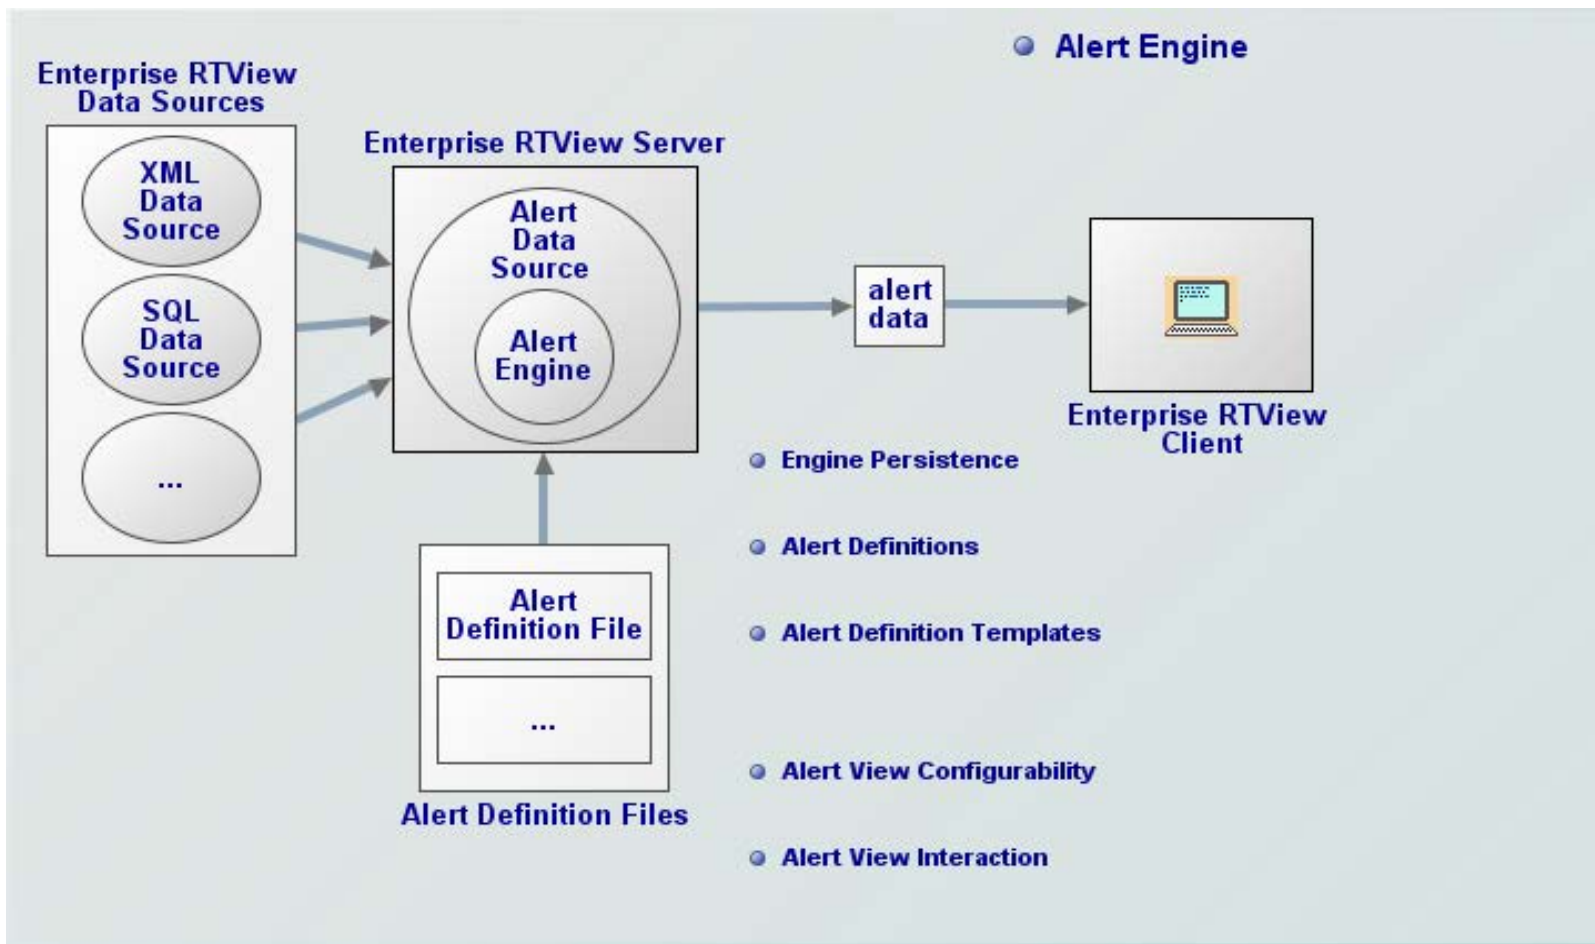 Alert Engine
Enterprise RTView
Data Sources
XML
Data
Source
SQL
Data
Source
...
Enterprise RTView Server
Alert
Data
Source
Alert
Engine
alert
data
Enterprise RTView
Client
Alert
Definition File
...
Alert Definition Files
Engine Persistence
Alert Definitions
Alert Definition Templates
Alert View Configurability
Alert View Interaction